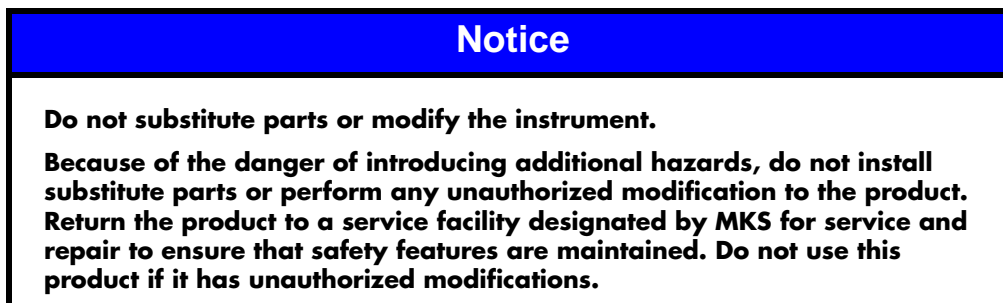 Notice
Do not substitute parts or modify the instrument.
Because of the danger of introducing additional hazards, do not install
substitute parts or perform any unauthorized modification to the product.
Return the product to a service facility designated by MKS for service and
repair to ensure that safety features are maintained. Do not use this
product if it has unauthorized modifications.